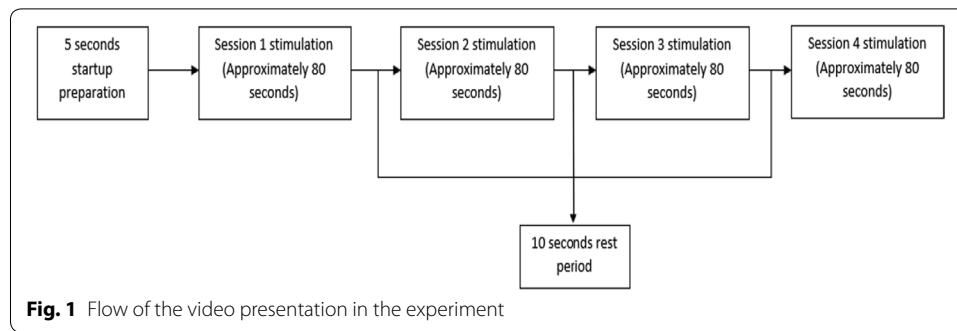 5 seconds
startup
preparation
Session 1 stimulation
(Approximately 80
seconds)
Session 2 stimulation
(Approximately 80
seconds)
Session 3 stimulation
(Approximately 80
seconds)
Session 4 stimulation
(Approximately 80
seconds)
10 seconds rest
period
Fig. 1 Flow of the video presentation in the experiment